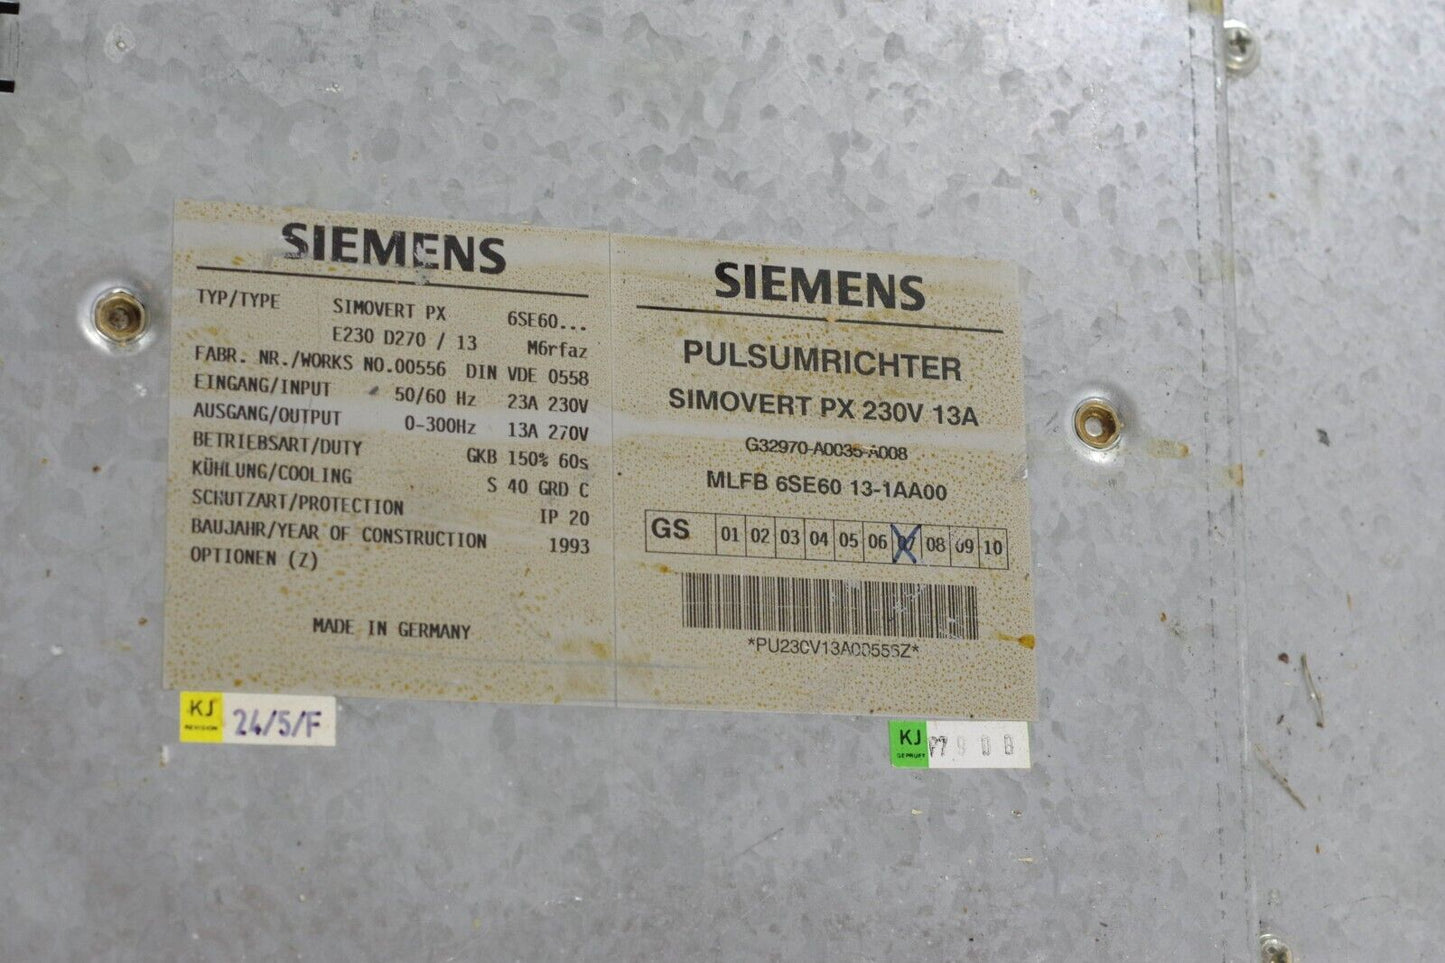 SIEMENS
TYP/TYPE SIMOVERT PX 6SE60...
E230 D270 / 13 M6rfaz
FABR. NR./WORKS NO.00556 DIN VDE 0558
EINGANG/INPUT 50/60 Hz 23A 230V
AUSGANG/OUTPUT 0-300Hz 13A 270V
BETRIEBSART/DUTY GKB 150% 60s
KÜHLUNG/COOLING S 40 GRD C
SCHUTZART/PROTECTION IP 20
BAUJAHR/YEAR OF CONSTRUCTION 1993
OPTIONEN (Z)
MADE IN GERMANY
SIEMENS
PULSUMRICHTER
SIMOVERT PX 230V 13A
G32970-A0035-A008
MLFB 6SE60 13-1AA00
GS 01 02 03 04 05 06 07 08 09 10
*PU230V13A00556Z*
KJ 24/5/F
REVISION
KJ
GEPRÜFT